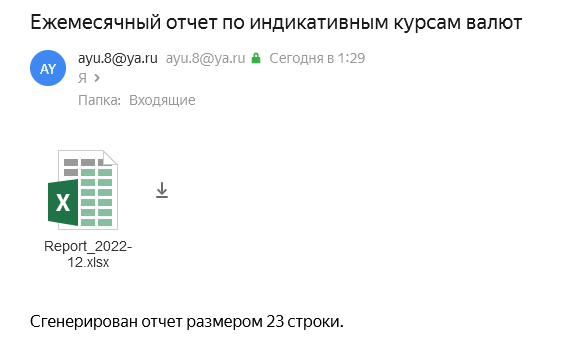 Ежемесячный отчет по индикативным курсам валют
AY
ayu.8@ya.ru ayu.8@ya.ru Сегодня в 1:29
Я >
Папка: Входящие
X
Report_2022-
12.xlsx
Сгенерирован отчет размером 23 строки.